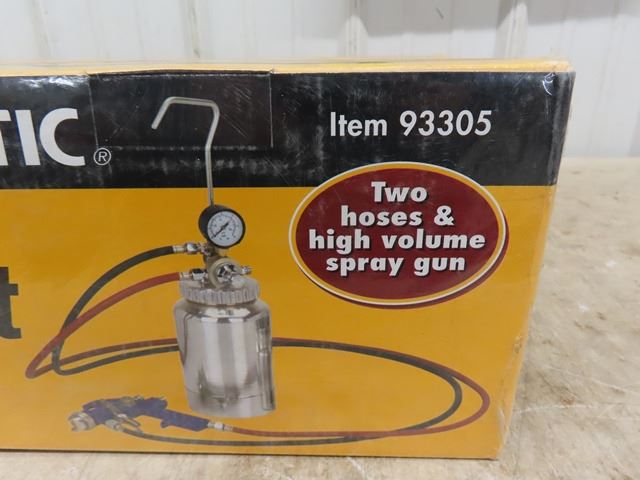 TIC®
Item 93305
Two
hoses &
high volume
spray gun
t